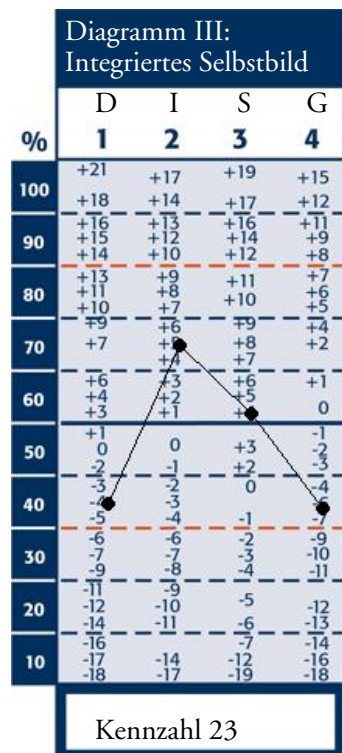 Diagramm III:
Integriertes Selbstbild
D I S G
% 1 2 3 4
+21 +17 +19 +15
100
+18 +14 +17 +12
+16 +13 +16 +11
90 +15 +12 +14 +9
+14 +10 +12 +8
+13 +9 +11 +7
80 +11 +8 +10 +6
+10 +7 +5
+9 +6 +9 +4
70 +7 +8 +2
+4 +7
+6 +3 +6 +1
60 +4 +2 +5 0
+3 +1
+1 -1
50 0 0 +3 -2
-2 -1 +2 -3
-3 -2 0 -4
40 -4 -3
-5 -4 -1 -7
-6 -6 -2 -9
30 -7 -7 -3 -10
-9 -8 -4 -11
-11 -9
20 -12 -10 -5 -12
-14 -11 -6 -13
-16 -7 -14
10 -17 -14 -12 -16
-18 -17 -19 -18
Kennzahl 23